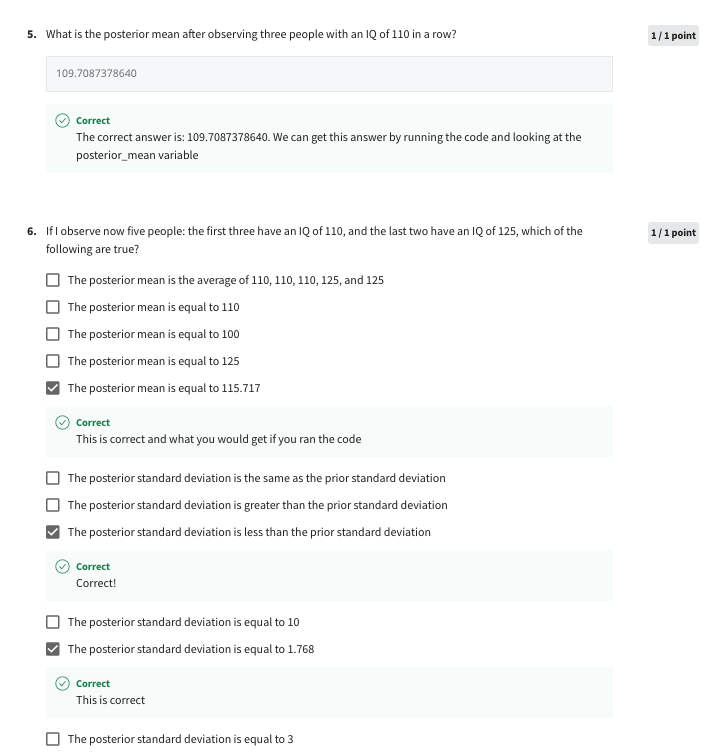 5. What is the posterior mean after observing three people with an IQ of 110 in a row?
1 / 1 point
109.7087378640
Correct
The correct answer is: 109.7087378640. We can get this answer by running the code and looking at the
posterior_mean variable
6. If I observe now five people: the first three have an IQ of 110, and the last two have an IQ of 125, which of the
following are true?
1 / 1 point
The posterior mean is the average of 110, 110, 110, 125, and 125
The posterior mean is equal to 110
The posterior mean is equal to 100
The posterior mean is equal to 125
The posterior mean is equal to 115.717
Correct
This is correct and what you would get if you ran the code
The posterior standard deviation is the same as the prior standard deviation
The posterior standard deviation is greater than the prior standard deviation
The posterior standard deviation is less than the prior standard deviation
Correct
Correct!
The posterior standard deviation is equal to 10
The posterior standard deviation is equal to 1.768
Correct
This is correct
The posterior standard deviation is equal to 3